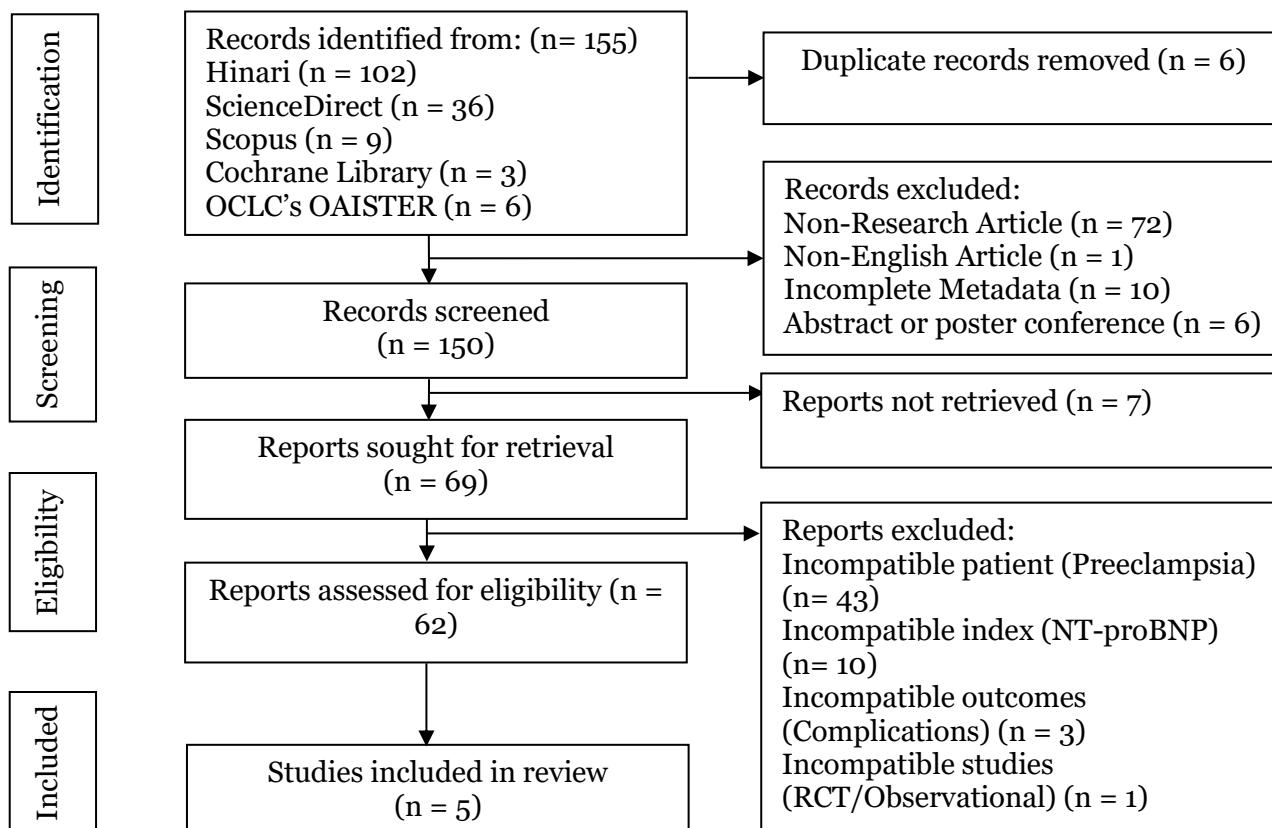 Identification
Records identified from: (n= 155)
Hinari (n = 102)
ScienceDirect (n = 36)
Scopus (n = 9)
Cochrane Library (n = 3)
OCLC’s OAISTER (n = 6)
Duplicate records removed (n = 6)
Records excluded:
Non-Research Article (n = 72)
Non-English Article (n = 1)
Incomplete Metadata (n = 10)
Abstract or poster conference (n = 6)
Screening
Records screened
(n = 150)
Reports not retrieved (n = 7)
Reports sought for retrieval
(n = 69)
Eligibility
Reports assessed for eligibility (n =
62)
Reports excluded:
Incompatible patient (Preeclampsia)
(n= 43)
Incompatible index (NT-proBNP)
(n= 10)
Incompatible outcomes
(Complications) (n = 3)
Incompatible studies
(RCT/Observational) (n = 1)
Included
Studies included in review
(n = 5)